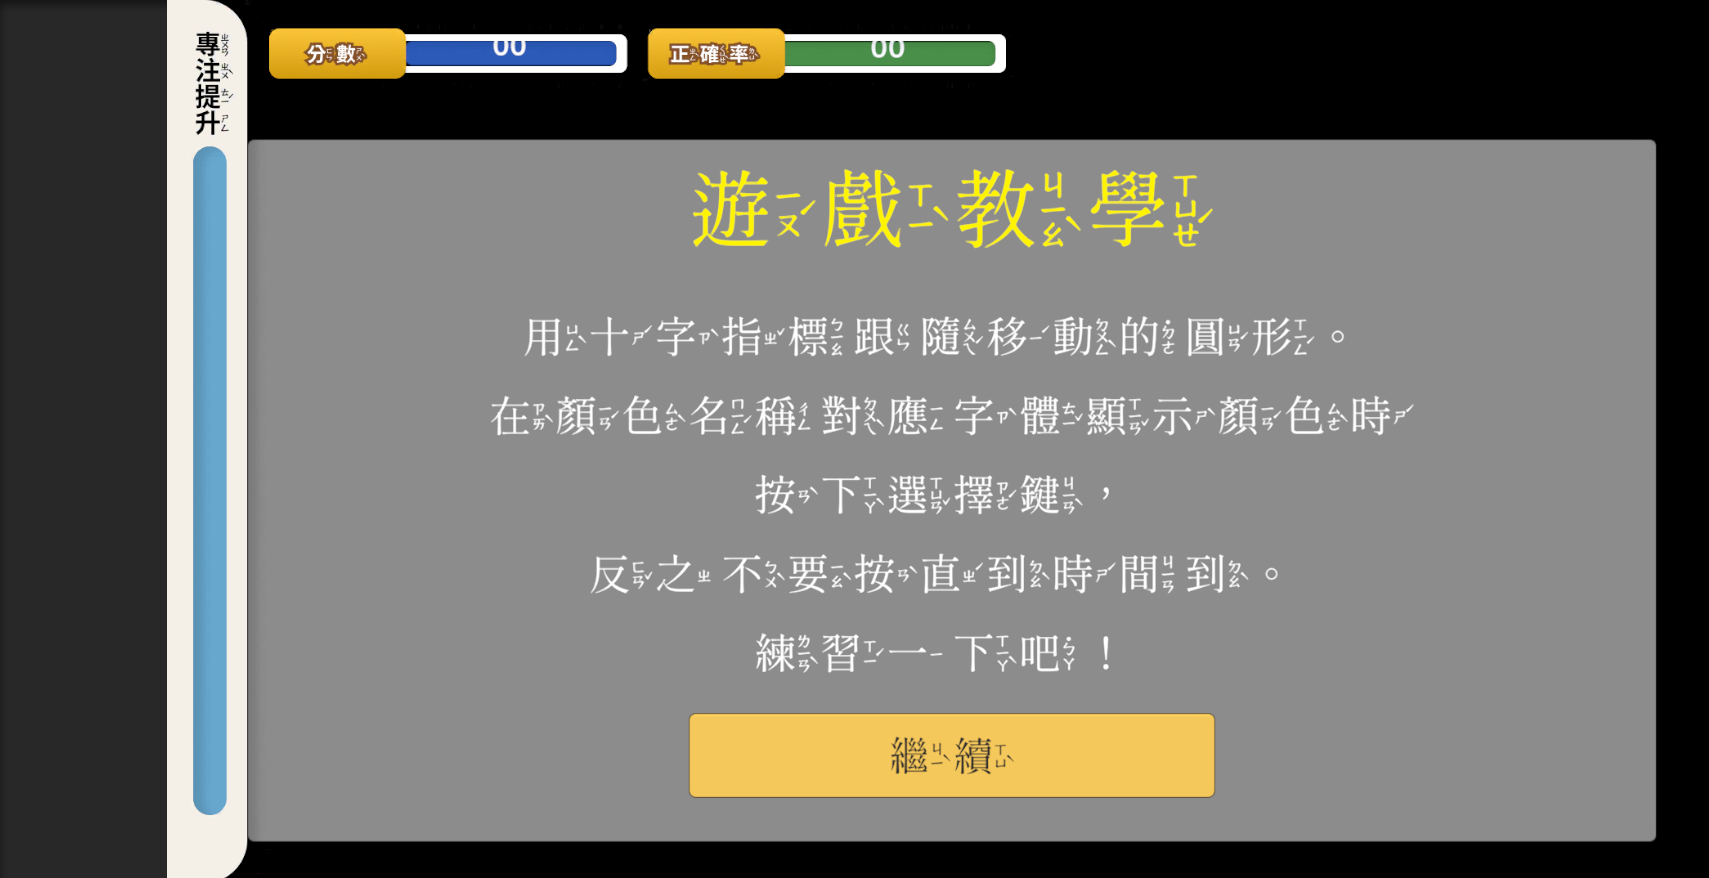 專注提升
分數 00
正確率 00
遊戲教學
用十字指標跟隨移動的圓形。
在顏色名稱對應字體顯示顏色時
按下選擇鍵，
反之不要按直到時間到。
練習一下吧！
繼續